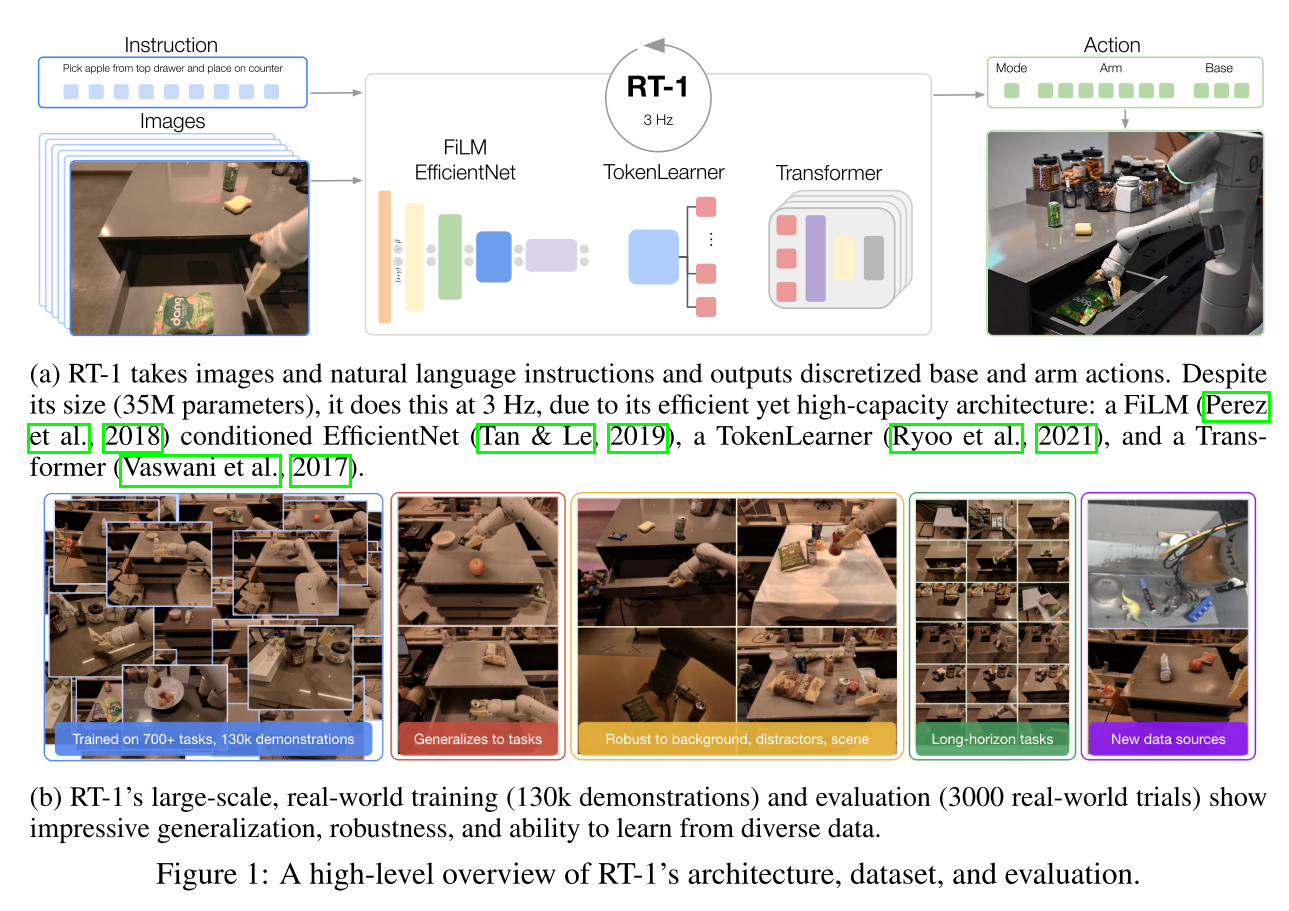 Instruction
Pick apple from top drawer and place on counter
Images
RT-1
3 Hz
FiLM
EfficientNet
TokenLearner
Transformer
Action
Mode Arm Base
dang
dang
(a) RT-1 takes images and natural language instructions and outputs discretized base and arm actions. Despite
its size (35M parameters), it does this at 3 Hz, due to its efficient yet high-capacity architecture: a FiLM (Perez
et al., 2018) conditioned EfficientNet (Tan & Le, 2019), a TokenLearner (Ryoo et al., 2021), and a Trans-
former (Vaswani et al., 2017).
Trained on 700+ tasks, 130k demonstrations
Generalizes to tasks
Robust to background, distractors, scene
Long-horizon tasks
New data sources
(b) RT-1's large-scale, real-world training (130k demonstrations) and evaluation (3000 real-world trials) show
impressive generalization, robustness, and ability to learn from diverse data.
Figure 1: A high-level overview of RT-1's architecture, dataset, and evaluation.